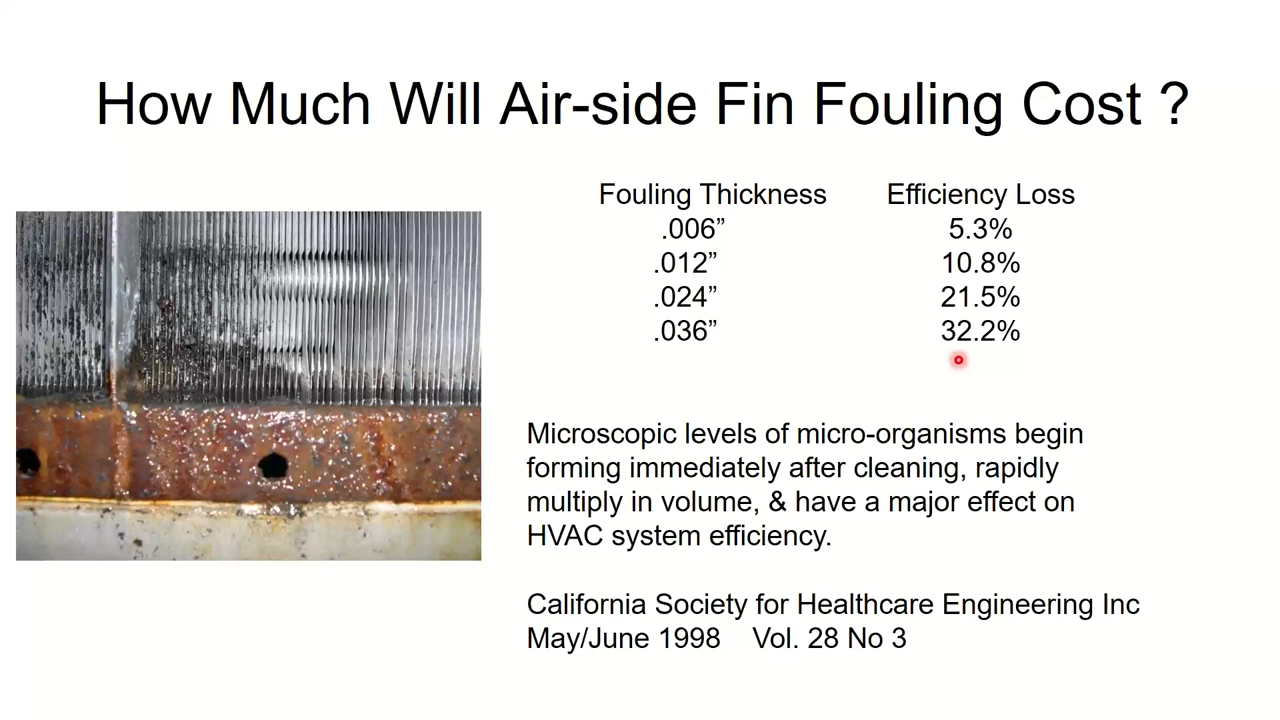 How Much Will Air-side Fin Fouling Cost ?
Fouling Thickness Efficiency Loss
.006” 5.3%
.012” 10.8%
.024” 21.5%
.036” 32.2%
Microscopic levels of micro-organisms begin
forming immediately after cleaning, rapidly
multiply in volume, & have a major effect on
HVAC system efficiency.
California Society for Healthcare Engineering Inc
May/June 1998 Vol. 28 No 3